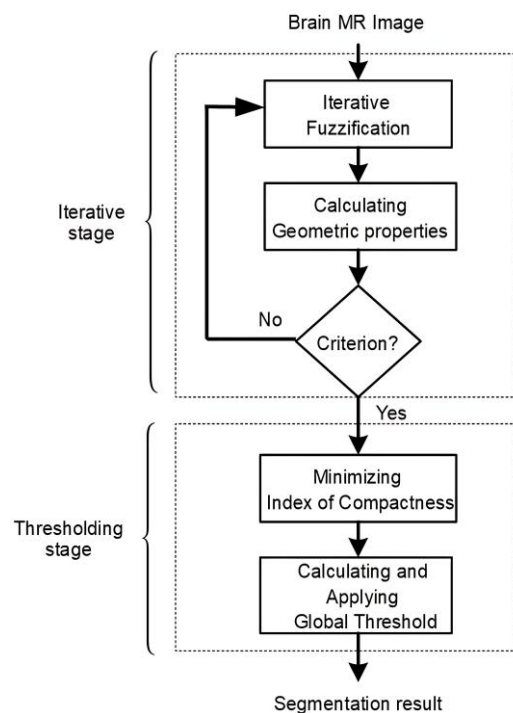 Brain MR Image
Iterative
Fuzzification
Calculating
Geometric properties
Iterative
stage
No
Criterion?
Yes
Minimizing
Index of Compactness
Thresholding
stage
Calculating and
Applying
Global Threshold
Segmentation result